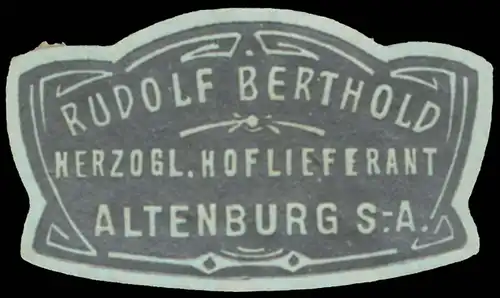 RUDOLF BERTHOLD
HERZOGL. HOFLIEFERANT
ALTENBURG S.-A.